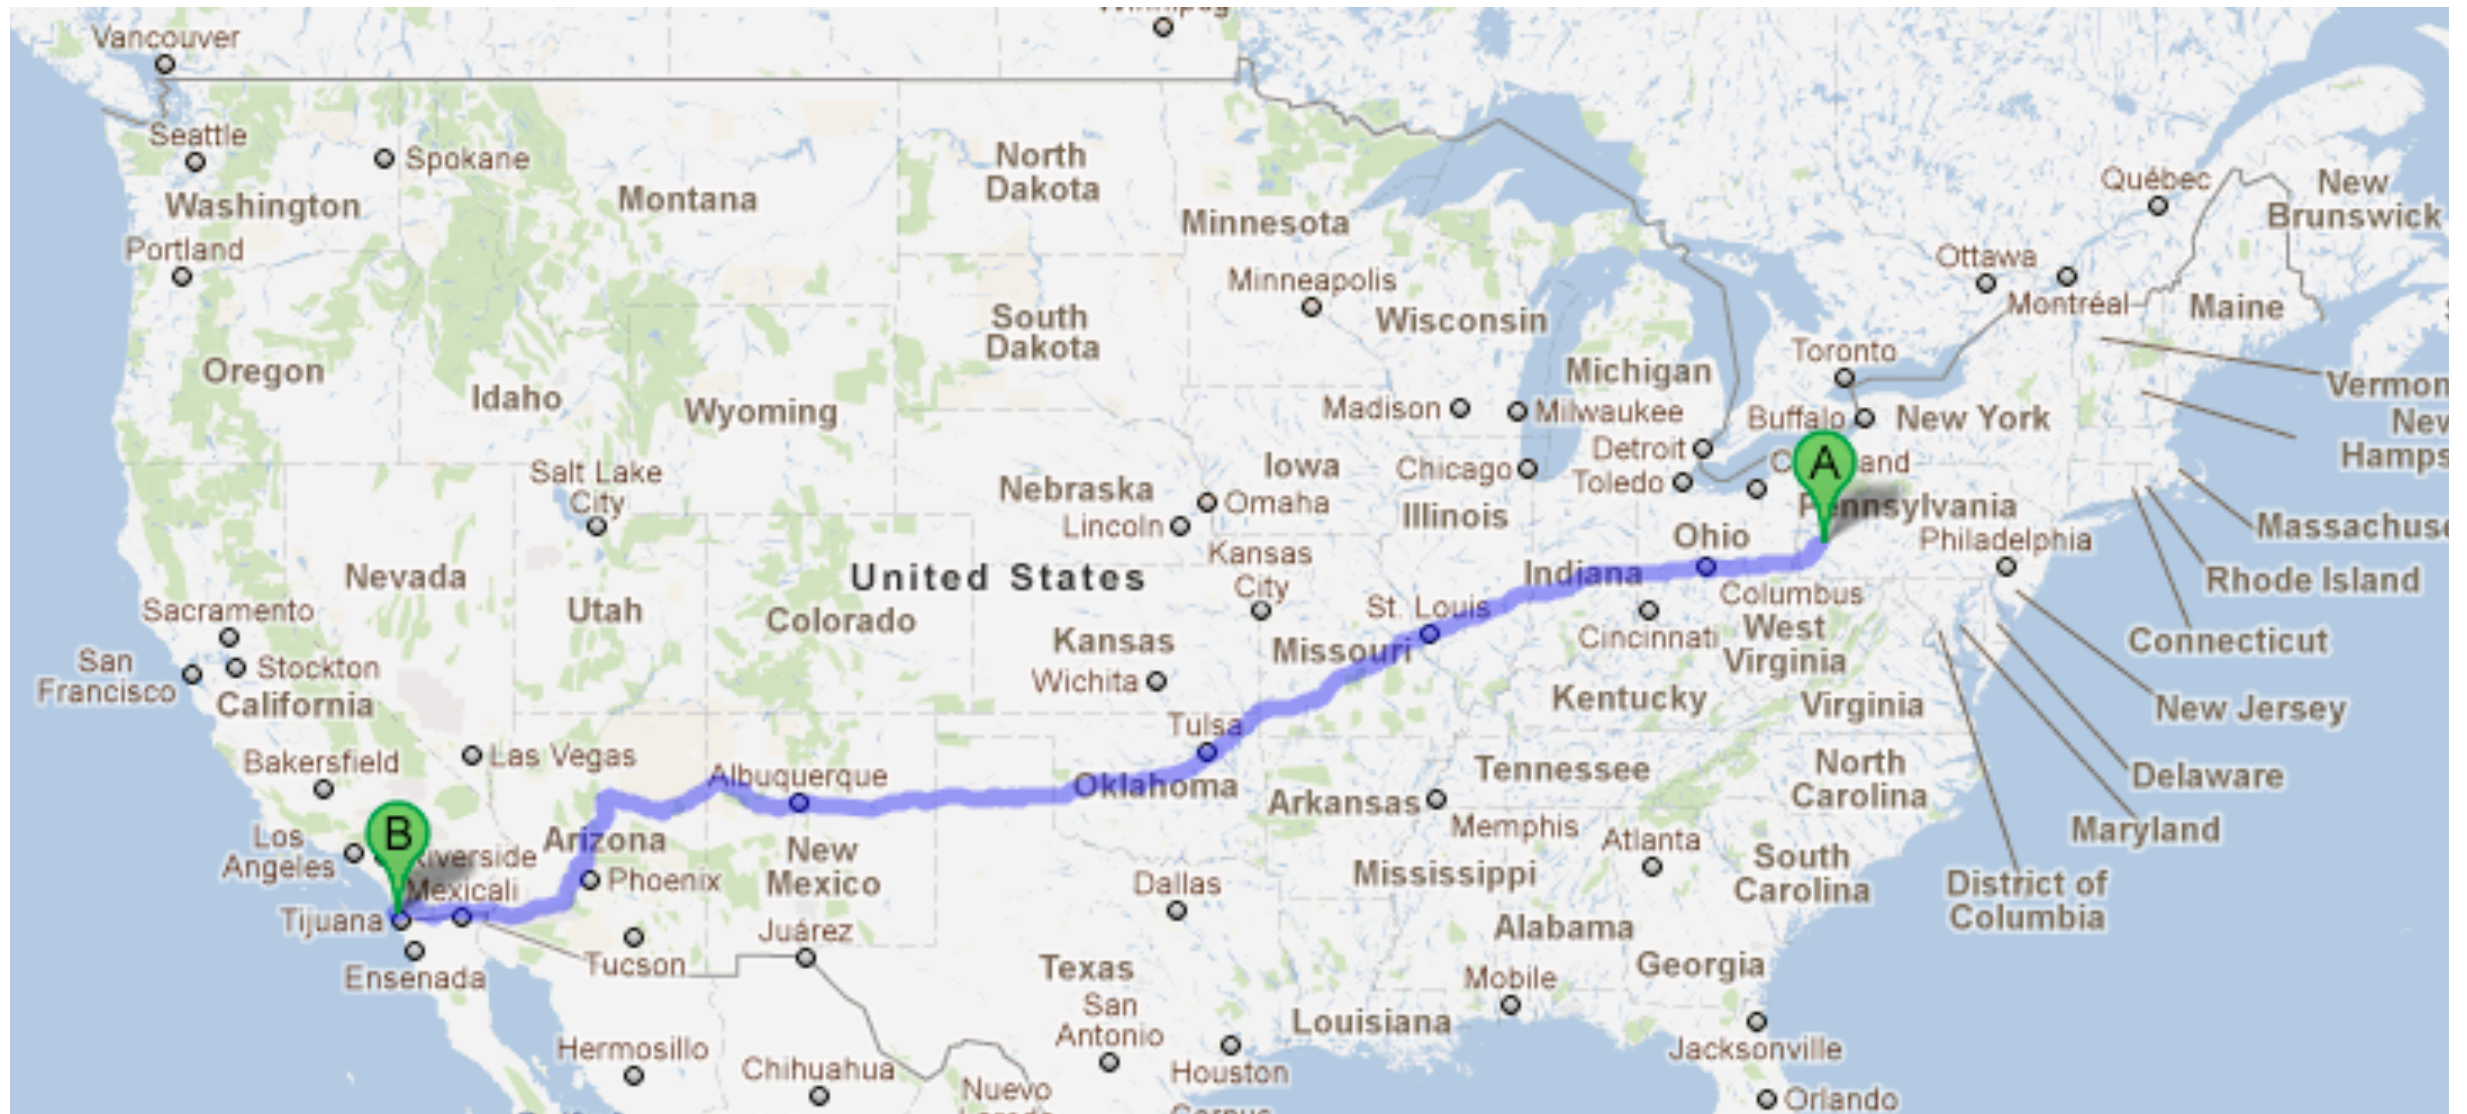 Vancouver
Seattle
Spokane
Washington
Portland
Montana
North
Dakota
Minnesota
Minneapolis
Québec
New
Brunswick
Ottawa
Montréal
Maine
South
Dakota
Wisconsin
Oregon
Idaho
Wyoming
Michigan
Toronto
Vermon
New
Hamps
Madison
Milwaukee
Buffalo
New York
Detroit
Toledo
Chicago
Iowa
A
Salt Lake
City
Nebraska
Omaha
Lincoln
Illinois
Pennsylvania
Massachuse
Ohio
Philadelphia
Kansas
City
Indiana
Rhode Island
Nevada
United States
Utah
Colorado
Columbus
St. Louis
Cincinnati
West
Virginia
Connecticut
Sacramento
Stockton
San
Francisco
California
Kansas
Wichita
Missouri
Kentucky
Virginia
New Jersey
Tulsa
Las Vegas
Bakersfield
Albuquerque
Oklahoma
Tennessee
North
Carolina
Delaware
Arkansas
Memphis
Maryland
B
Los
Angeles
Riverside
Arizona
New
Mexico
Atlanta
South
Carolina
Mexicali
Phoenix
Dallas
Mississippi
District of
Columbia
Tijuana
Juárez
Alabama
Ensenada
Tucson
Texas
Georgia
Mobile
San
Antonio
Louisiana
Hermosillo
Chihuahua
Houston
Jacksonville
Nuevo
Orlando